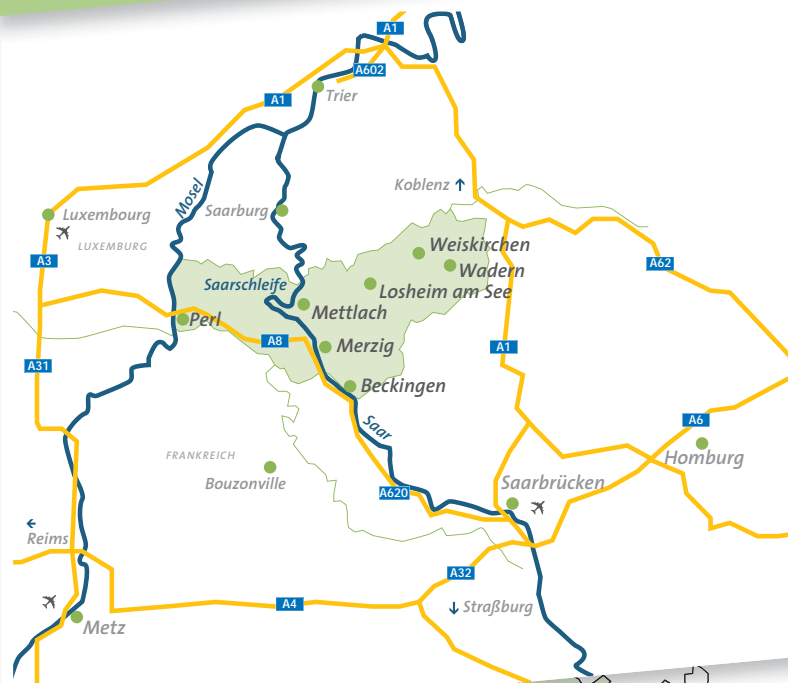 A1
A602
A1
Trier
Koblenz ↑
Mosel
Saarburg
Luxembourg
LUXEMBURG
Weiskirchen
A3
Wadern
A62
Saarschleife
Losheim am See
Mettlach
Perl
A8
Merzig
A1
A31
Beckingen
A6
Saar
FRANKREICH
Homburg
Bouzonville
Saarbrücken
A620
←
Reims
A32
A4
↓ Straßburg
Metz